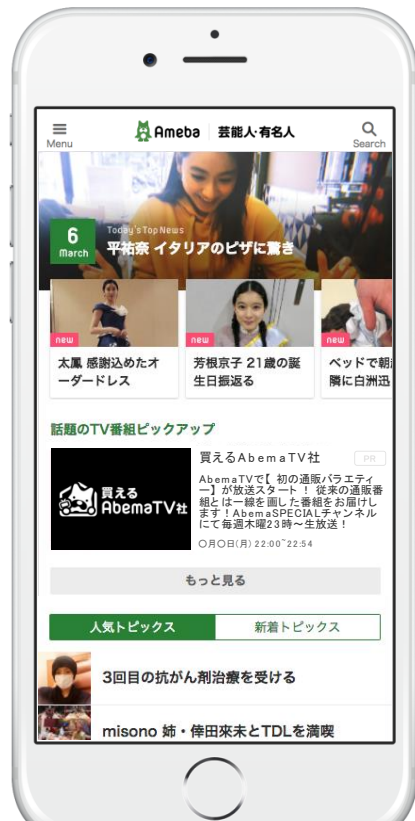 Menu
Ameba 芸能人・有名人
Search
6
March
Today's Top News
平祐奈 イタリアのピザに驚き
new
太鳳 感謝込めたオ
ーダードレス
new
芳根京子 21歳の誕
生日振返る
new
ベッドで朝
隣に白洲迅
話題のTV番組ピックアップ
買えるAbemaTV社
PR
買える
AbemaTV社
AbemaTVで【 初の通販バラエティ
ー】が放送スタート ! 従来の通販番
組とは一線を画した番組をお届けし
ます！AbemaSPECIALチャンネル
にて毎週木曜23時〜生放送！
〇月〇日(月) 22:00~22:54
もっと見る
人気トピックス
新着トピックス
3回目の抗がん剤治療を受ける
misono 姉・倖田來未とTDLを満喫